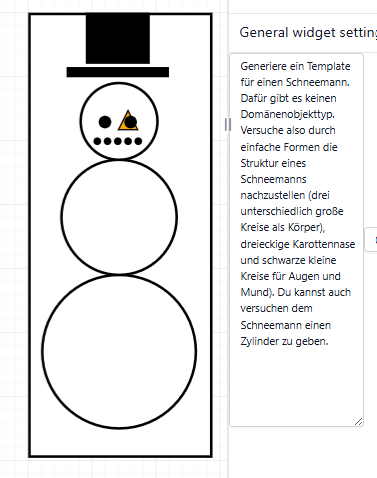 General widget setting
Generiere ein Template
für einen Schneemann.
Dafür gibt es keinen
Domänenobjekttyp.
Versuche also durch
einfache Formen die
Struktur eines
Schneemanns
nachzustellen (drei
unterschiedlich große
Kreise als Körper),
dreieckige Karottennase
und schwarze kleine
Kreise für Augen und
Mund). Du kannst auch
versuchen dem
Schneemann einen
Zylinder zu geben.